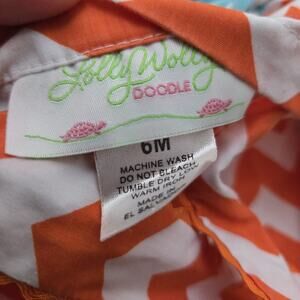 Lolly Wolly
DOODLE
6M
MACHINE WASH
DO NOT BLEACH
TUMBLE DRY LOW
WARM IRON
MADE IN
EL SALVADOR